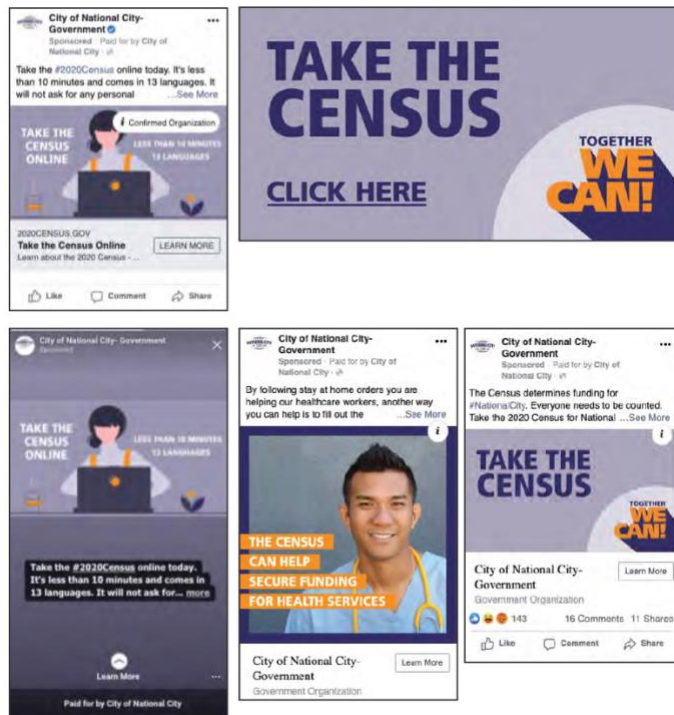 City of National City-
Government
Sponsored · Paid for by City of
National City ·
Take the #2020Census online today. It's less
than 10 minutes and comes in 13 languages. It
will not ask for any personal ...See More
i Confirmed Organization
TAKE THE
CENSUS
ONLINE
LESS THAN 10 MINUTES
13 LANGUAGES
2020CENSUS.GOV
Take the Census Online
Learn about the 2020 Census - ...
LEARN MORE
Like Comment Share
TAKE THE
CENSUS
CLICK HERE
TOGETHER
WE
CAN!
City of National City- Government
Sponsored
TAKE THE
CENSUS
ONLINE
LESS THAN 10 MINUTES
13 LANGUAGES
Take the #2020Census online today.
It's less than 10 minutes and comes in
13 languages. It will not ask for... more
Learn More
Paid for by City of National City
City of National City-
Government
Sponsored · Paid for by City of
National City ·
By following stay at home orders you are
helping our healthcare workers, another way
you can help is to fill out the ...See More
i
THE CENSUS
CAN HELP
SECURE FUNDING
FOR HEALTH SERVICES
City of National City-
Government
Government Organization
Learn More
City of National City-
Government
Sponsored · Paid for by City of
National City ·
The Census determines funding for
#NationalCity. Everyone needs to be counted.
Take the 2020 Census for National ...See More
i
TAKE THE
CENSUS
TOGETHER
WE
CAN!
City of National City-
Government
Government Organization
Learn More
143 16 Comments 11 Shares
Like Comment Share